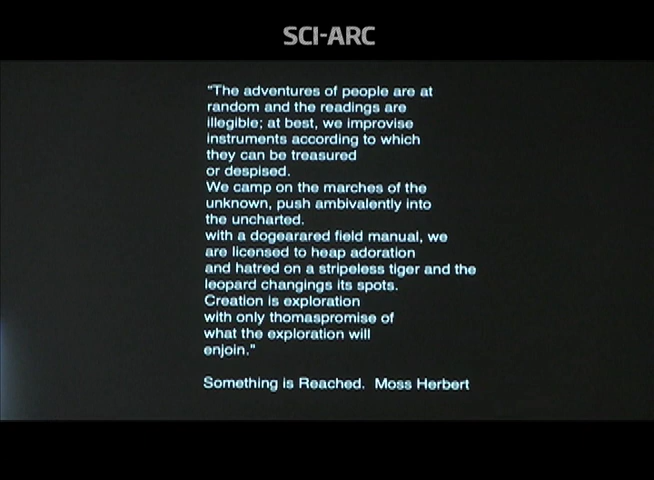 SCI-ARC
"The adventures of people are at
random and the readings are
illegible; at best, we improvise
instruments according to which
they can be treasured
or despised.
We camp on the marches of the
unknown, push ambivalently into
the uncharted.
with a dogearared field manual, we
are licensed to heap adoration
and hatred on a stripeless tiger and the
leopard changings its spots.
Creation is exploration
with only thomaspromise of
what the exploration will
enjoin."
Something is Reached. Moss Herbert